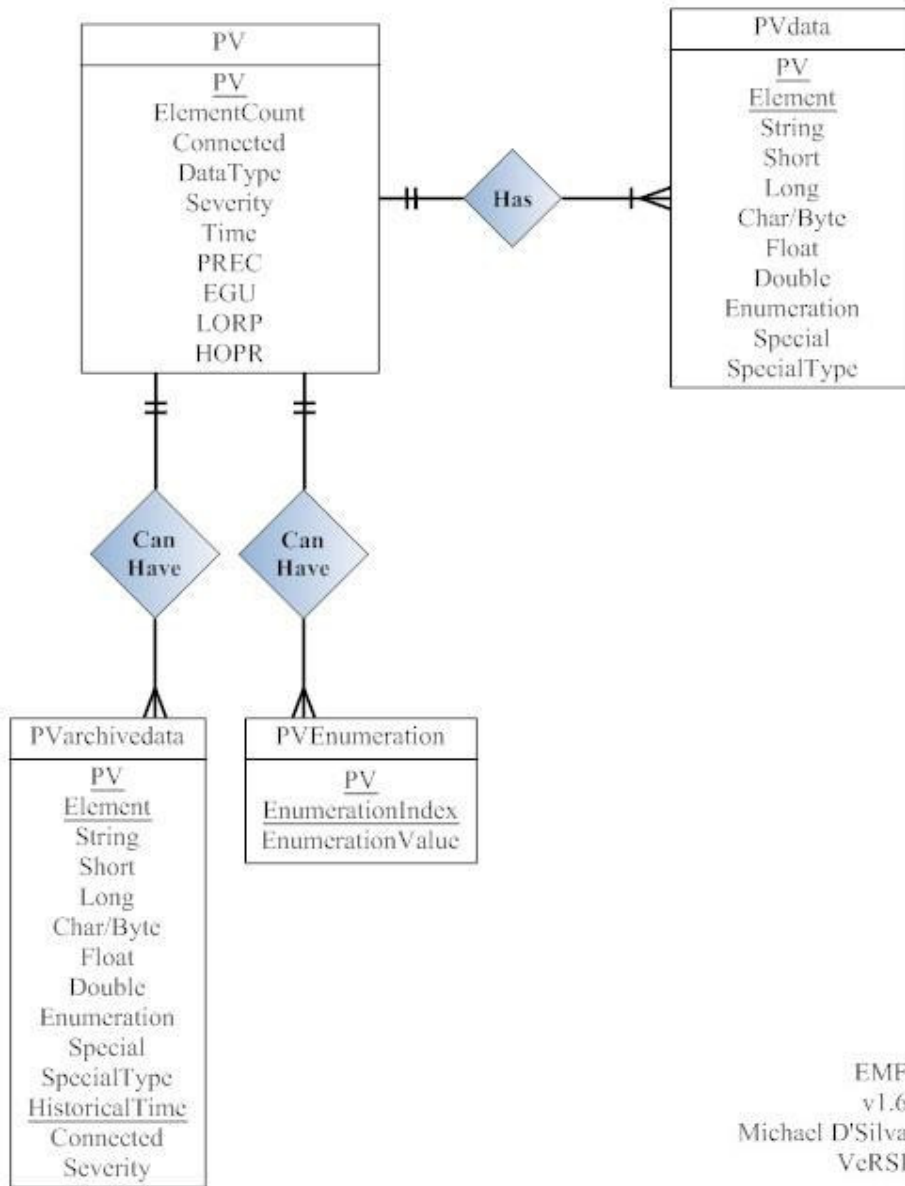 PV
PV
ElementCount
Connected
DataType
Severity
Time
PREC
EGU
LORP
HOPR
Has
PVdata
PV
Element
String
Short
Long
Char/Byte
Float
Double
Enumeration
Special
SpecialType
Can
Have
Can
Have
PVarchivedata
PV
Element
String
Short
Long
Char/Byte
Float
Double
Enumeration
Special
SpecialType
HistoricalTime
Connected
Severity
PVEnumeration
PV
EnumerationIndex
EnumerationValue
v1.6
Michael D'Silva